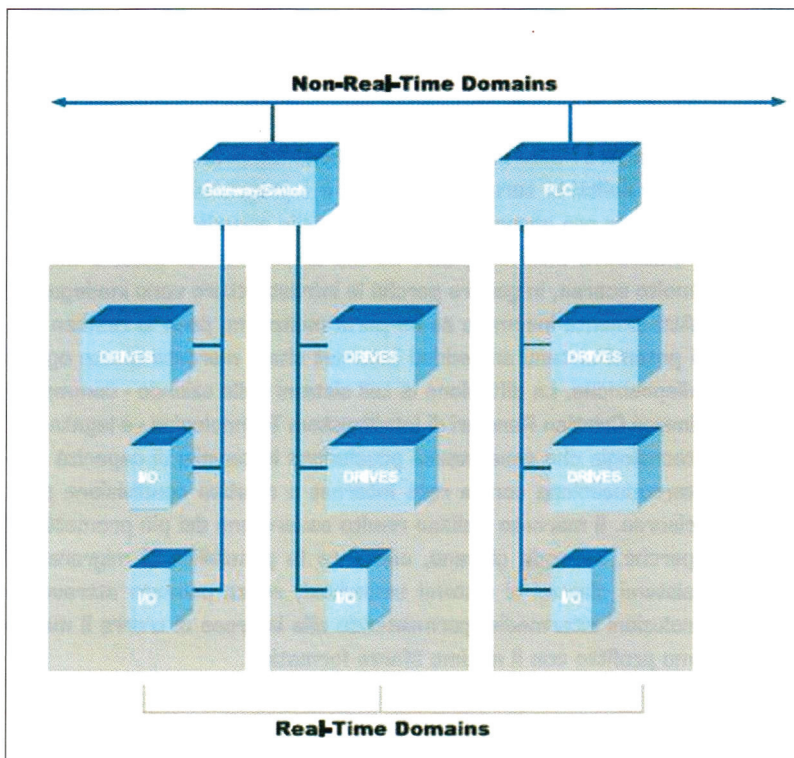 Non-Real-Time Domains
Gateway/Switch
PLC
DRIVES
DRIVES
DRIVES
I/O
DRIVES
DRIVES
I/O
I/O
I/O
Real-Time Domains